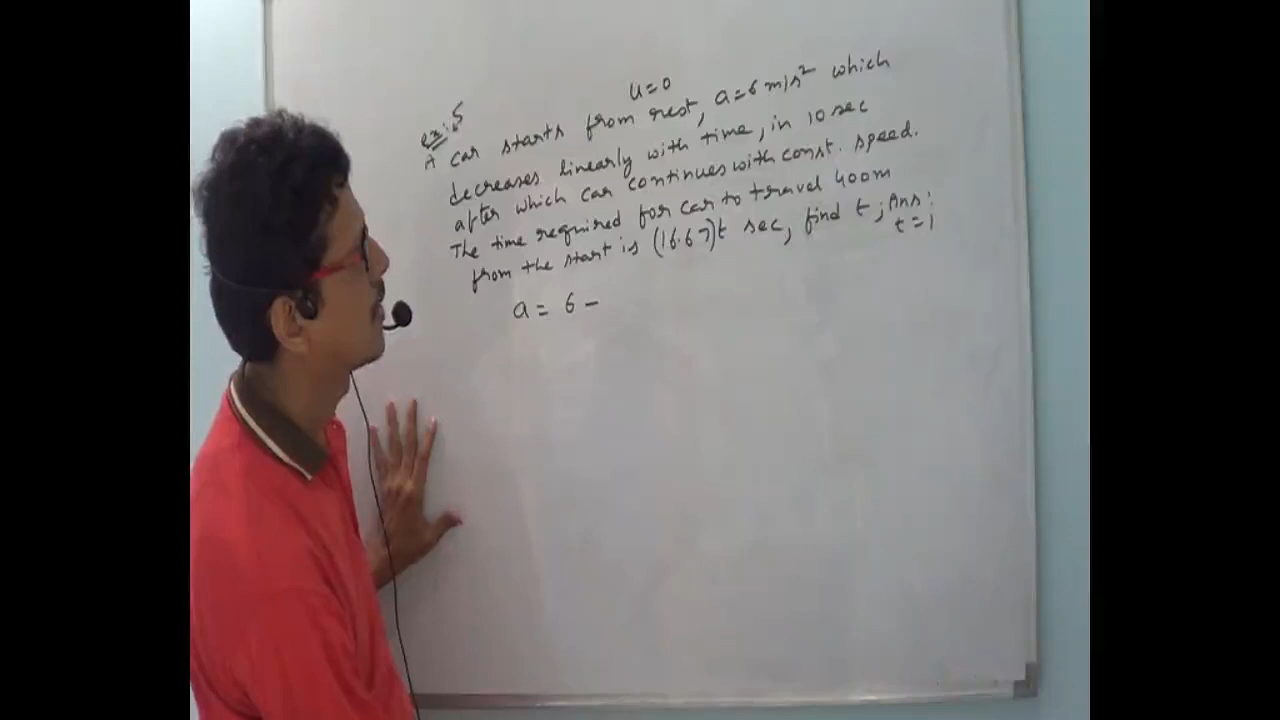 ex: 5
u=0
A car starts from rest, a=6 m/s² which
decreases linearly with time, in 10 sec
after which car continues with const. speed.
The time required for car to travel 400m
from the start is (16.67)t sec, find t; Ans:
t=1
a = 6 –